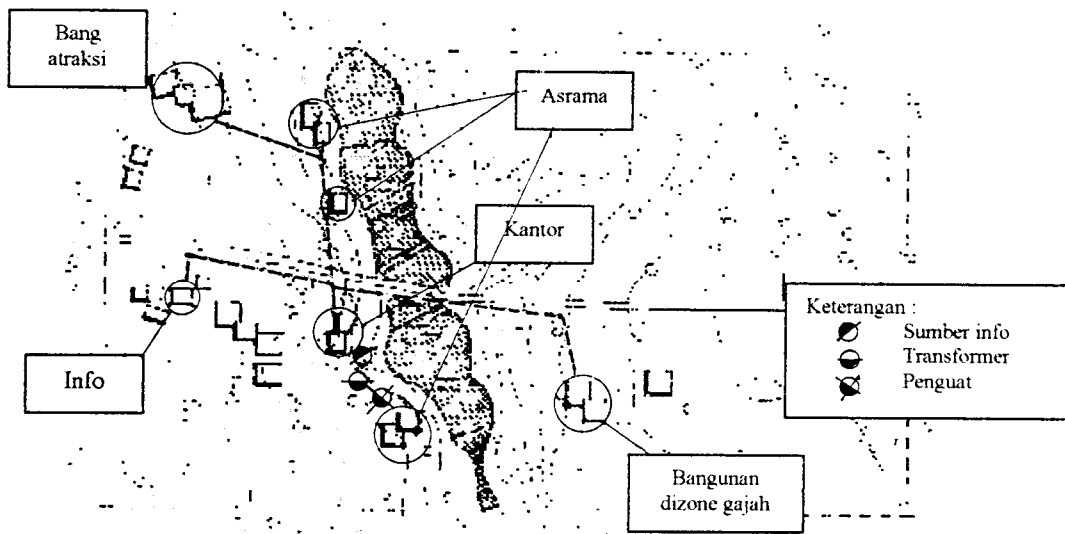 Bang
atraksi
Asrama
Kantor
Info
Keterangan :
Sumber info
Transformer
Penguat
Bangunan
dizone gajah